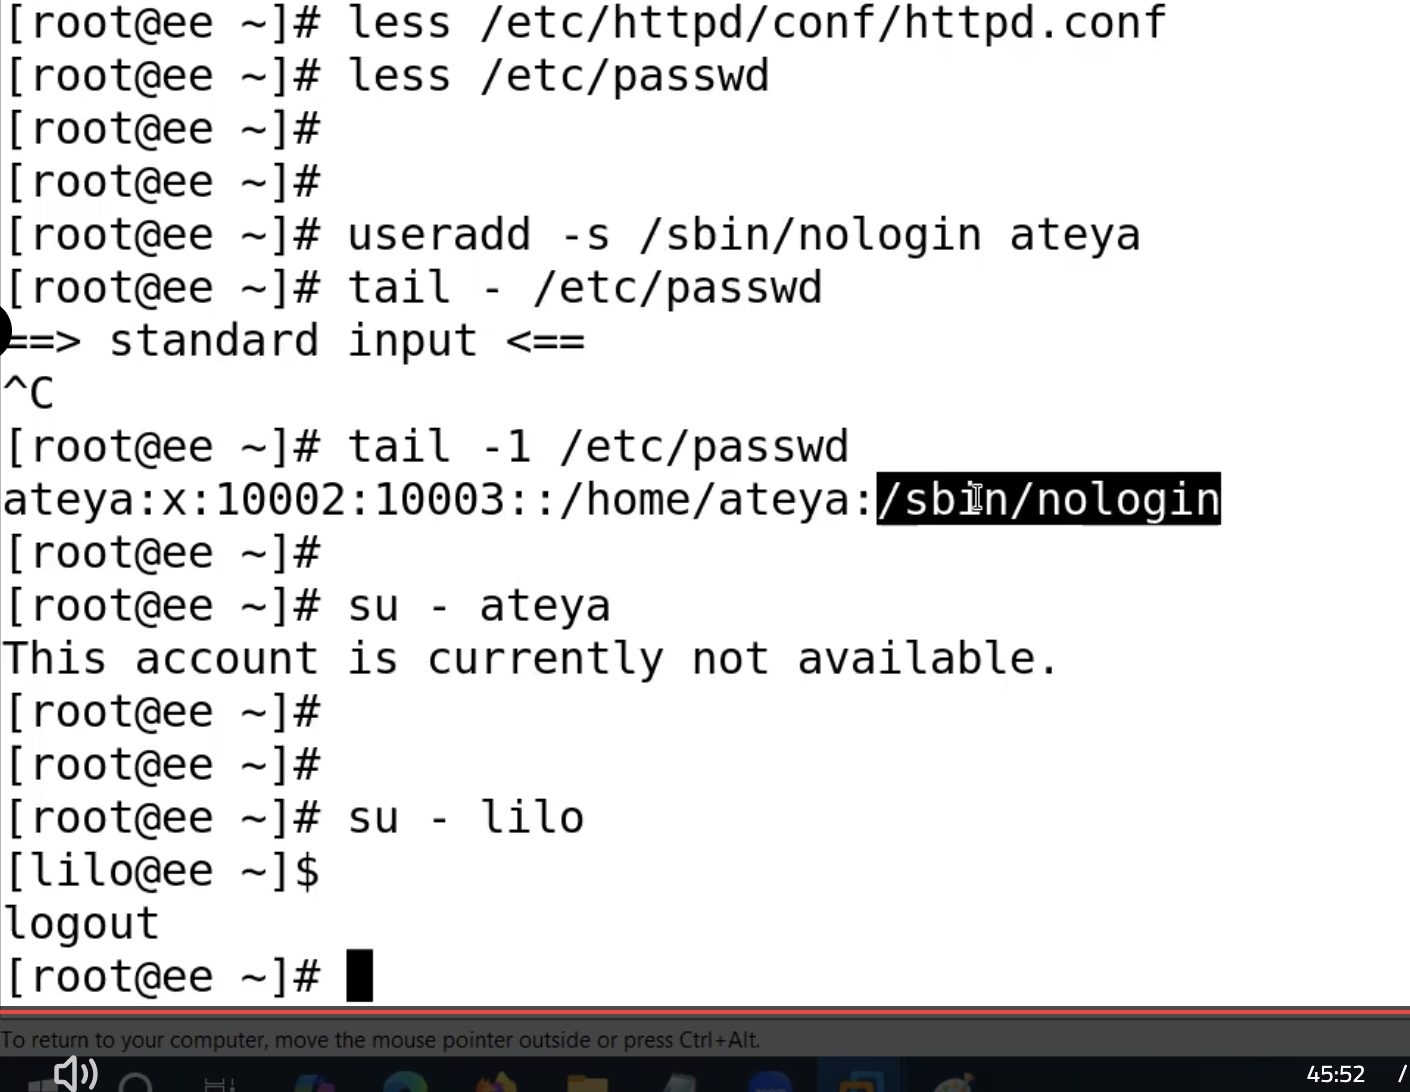 [root@ee ~]# less /etc/httpd/conf/httpd.conf
[root@ee ~]# less /etc/passwd
[root@ee ~]#
[root@ee ~]#
[root@ee ~]# useradd -s /sbin/nologin ateya
[root@ee ~]# tail - /etc/passwd
==> standard input <==
^C
[root@ee ~]# tail -1 /etc/passwd
ateya:x:10002:10003::/home/ateya:/sbin/nologin
[root@ee ~]#
[root@ee ~]# su - ateya
This account is currently not available.
[root@ee ~]#
[root@ee ~]#
[root@ee ~]# su - lilo
[lilo@ee ~]$
logout
[root@ee ~]#
To return to your computer, move the mouse pointer outside or press Ctrl+Alt.
45:52 /